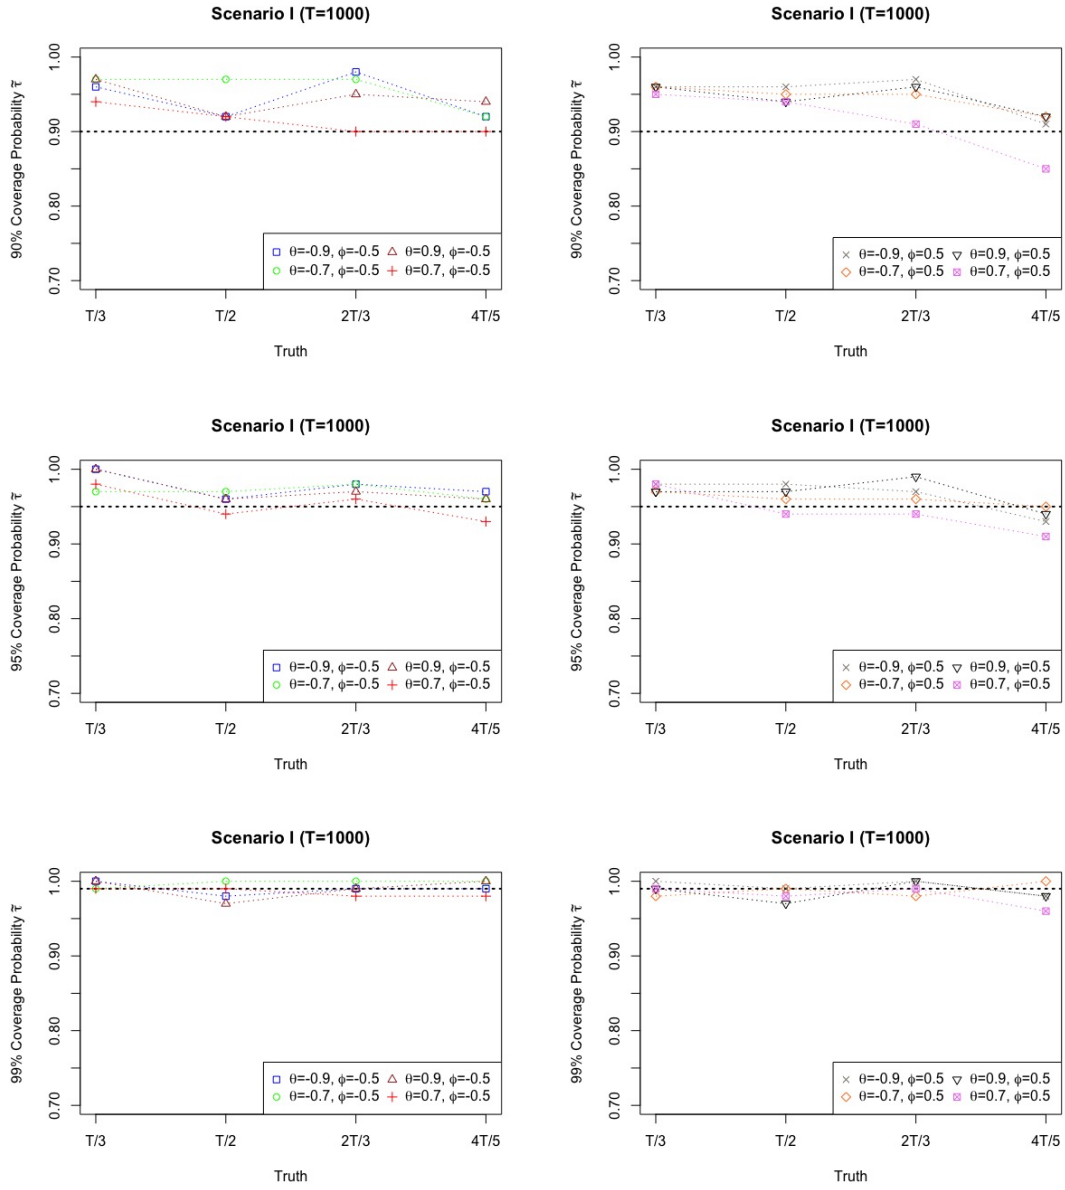 Scenario I (T=1000)
90% Coverage Probability τ̃
1.00
0.90
0.80
0.70
θ=-0.9, ϕ=-0.5 θ=0.9, ϕ=-0.5
θ=-0.7, ϕ=-0.5 θ=0.7, ϕ=-0.5
T/3 T/2 2T/3 4T/5
Truth
Scenario I (T=1000)
90% Coverage Probability τ̃
1.00
0.90
0.80
0.70
θ=-0.9, ϕ=0.5 θ=0.9, ϕ=0.5
θ=-0.7, ϕ=0.5 θ=0.7, ϕ=0.5
T/3 T/2 2T/3 4T/5
Truth
Scenario I (T=1000)
95% Coverage Probability τ̃
1.00
0.90
0.80
0.70
θ=-0.9, ϕ=-0.5 θ=0.9, ϕ=-0.5
θ=-0.7, ϕ=-0.5 θ=0.7, ϕ=-0.5
T/3 T/2 2T/3 4T/5
Truth
Scenario I (T=1000)
95% Coverage Probability τ̃
1.00
0.90
0.80
0.70
θ=-0.9, ϕ=0.5 θ=0.9, ϕ=0.5
θ=-0.7, ϕ=0.5 θ=0.7, ϕ=0.5
T/3 T/2 2T/3 4T/5
Truth
Scenario I (T=1000)
99% Coverage Probability τ̃
1.00
0.90
0.80
0.70
θ=-0.9, ϕ=-0.5 θ=0.9, ϕ=-0.5
θ=-0.7, ϕ=-0.5 θ=0.7, ϕ=-0.5
T/3 T/2 2T/3 4T/5
Truth
Scenario I (T=1000)
99% Coverage Probability τ̃
1.00
0.90
0.80
0.70
θ=-0.9, ϕ=0.5 θ=0.9, ϕ=0.5
θ=-0.7, ϕ=0.5 θ=0.7, ϕ=0.5
T/3 T/2 2T/3 4T/5
Truth